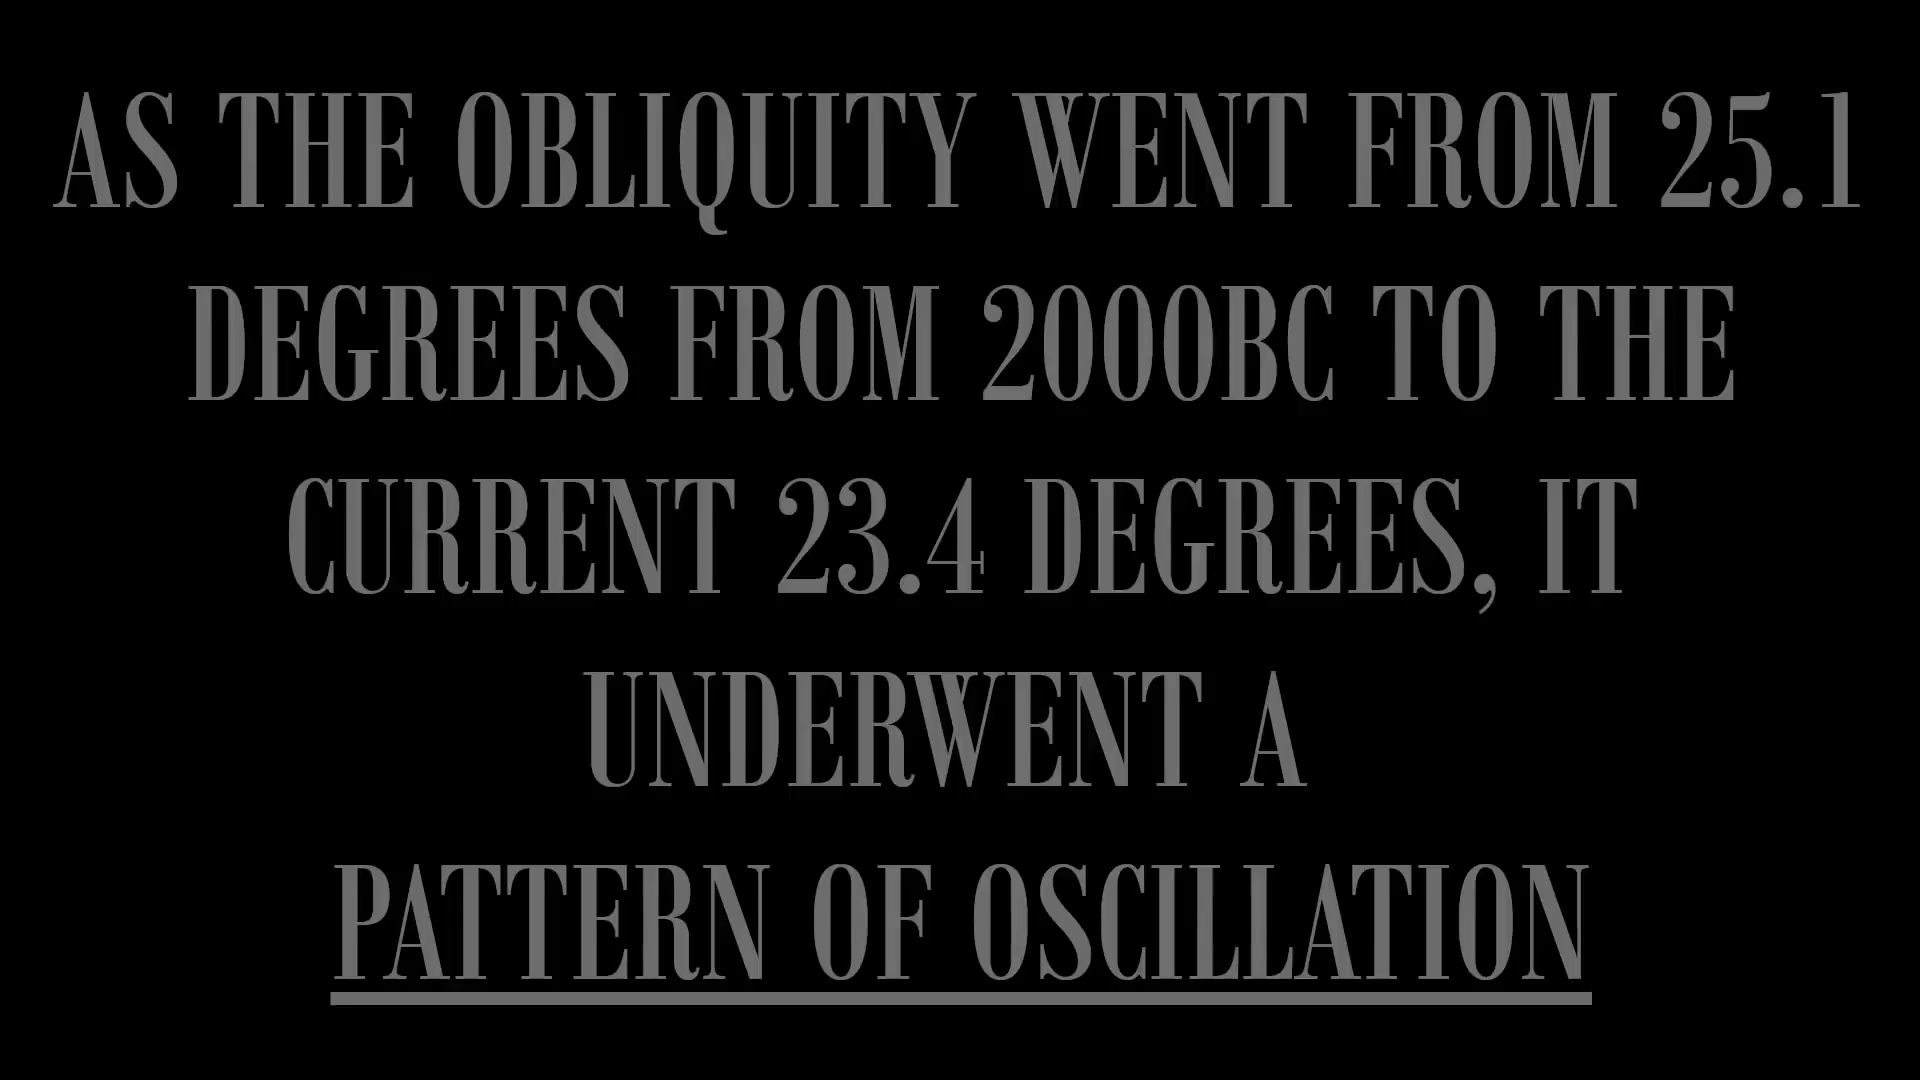 AS THE OBLIQUITY WENT FROM 25.1
DEGREES FROM 2000BC TO THE
CURRENT 23.4 DEGREES, IT
UNDERWENT A
PATTERN OF OSCILLATION